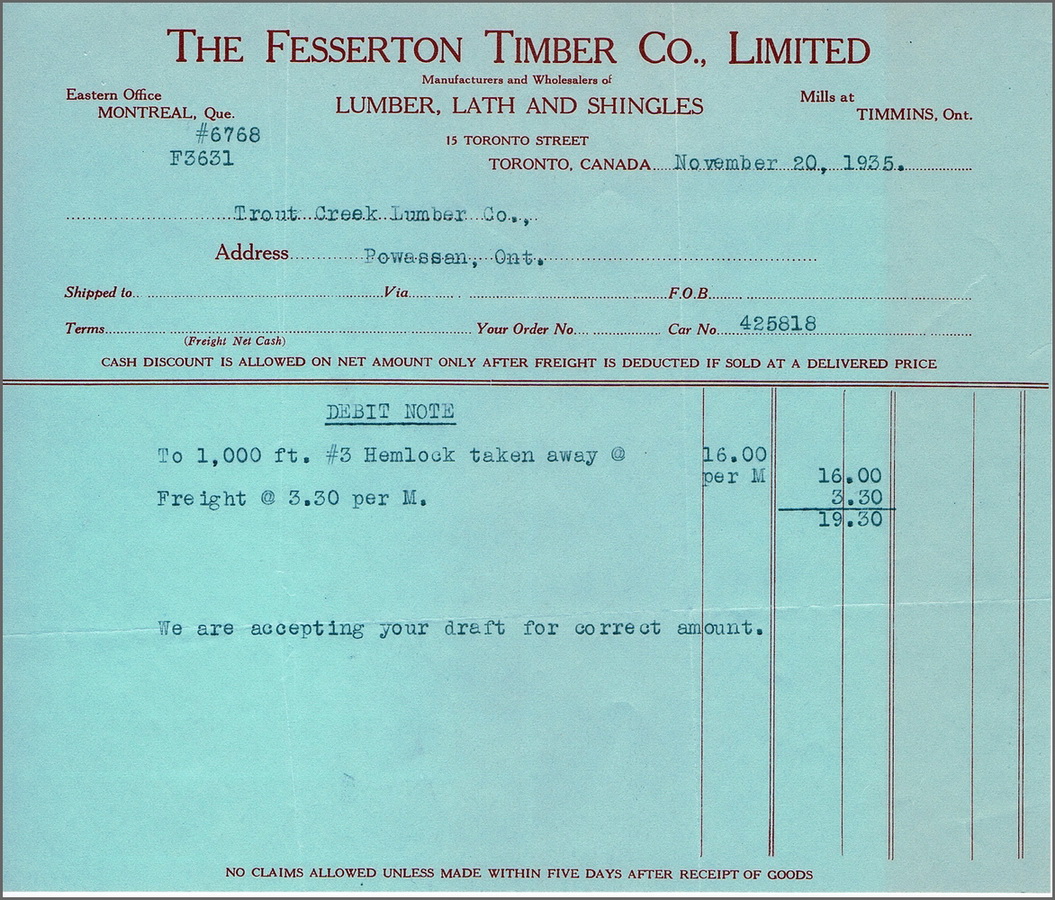 THE FESSERTON TIMBER CO., LIMITED
Manufacturers and Wholesalers of
LUMBER, LATH AND SHINGLES
Eastern Office
MONTREAL, Que.
Mills at
TIMMINS, Ont.
#6768
F3631
15 TORONTO STREET
TORONTO, CANADA November 20, 1935.
Trout Creek Lumber Co.,
Address Powassan, Ont.
Shipped to Via F.O.B.
Terms Your Order No. Car No. 425818
(Freight Net Cash)
CASH DISCOUNT IS ALLOWED ON NET AMOUNT ONLY AFTER FREIGHT IS DEDUCTED IF SOLD AT A DELIVERED PRICE
DEBIT NOTE
To 1,000 ft. #3 Hemlock taken away @ 16.00
per M 16.00
Freight @ 3.30 per M. 3.30
19.30
We are accepting your draft for correct amount.
NO CLAIMS ALLOWED UNLESS MADE WITHIN FIVE DAYS AFTER RECEIPT OF GOODS